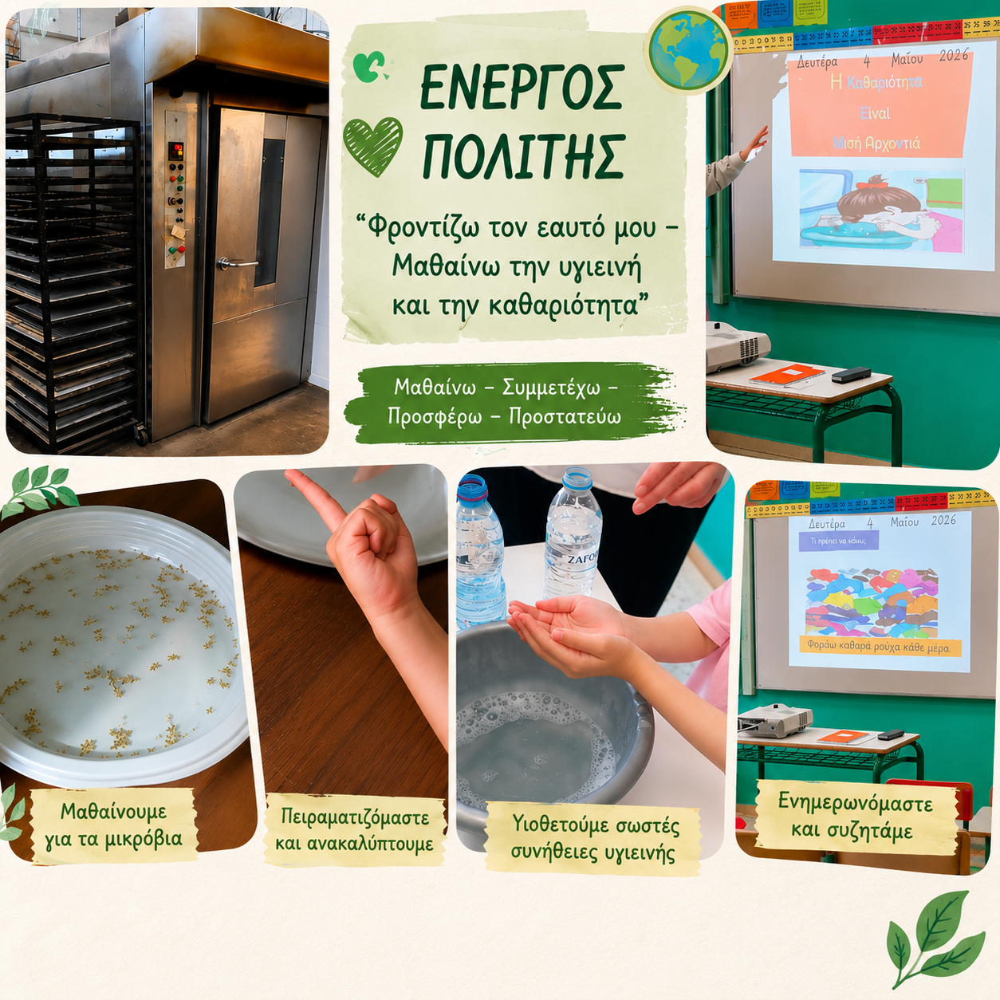 ΕΝΕΡΓΟΣ
ΠΟΛΙΤΗΣ
“Φροντίζω τον εαυτό μου –
Μαθαίνω την υγιεινή
και την καθαριότητα”
Μαθαίνω – Συμμετέχω –
Προσφέρω – Προστατεύω
Δευτέρα 4 Μαΐου 2026
Η Καθαριότητα
Είναι
Μισή Αρχοντιά
ZAFO
Δευτέρα 4 Μαΐου 2026
Τι πρέπει να κάνω;
Φοράω καθαρά ρούχα κάθε μέρα
Μαθαίνουμε
για τα μικρόβια
Πειραματιζόμαστε
και ανακαλύπτουμε
Υιοθετούμε σωστές
συνήθειες υγιεινής
Ενημερωνόμαστε
και συζητάμε